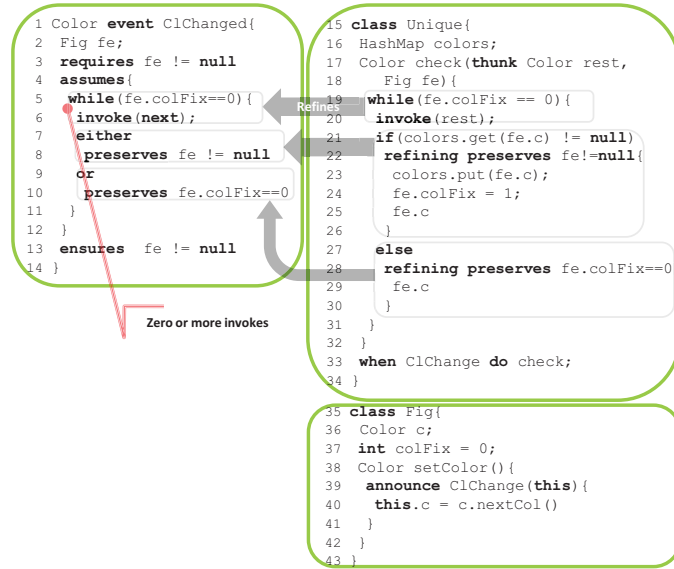 1 Color event ClChanged{
2 Fig fe;
3 requires fe != null
4 assumes{
5 while(fe.colFix==0){
6 invoke(next);
7 either
8 preserves fe != null
9 or
10 preserves fe.colFix==0
11 }
12 }
13 ensures fe != null
14 }
Zero or more invokes
Refines
15 class Unique{
16 HashMap colors;
17 Color check(thunk Color rest,
18 Fig fe){
19 while(fe.colFix == 0){
20 invoke(rest);
21 if(colors.get(fe.c) != null)
22 refining preserves fe!=null{
23 colors.put(fe.c);
24 fe.colFix = 1;
25 fe.c
26 }
27 else
28 refining preserves fe.colFix==0
29 fe.c
30 }
31 }
32 }
33 when ClChange do check;
34 }
35 class Fig{
36 Color c;
37 int colFix = 0;
38 Color setColor(){
39 announce ClChange(this){
40 this.c = c.nextCol()
41 }
42 }
43 }